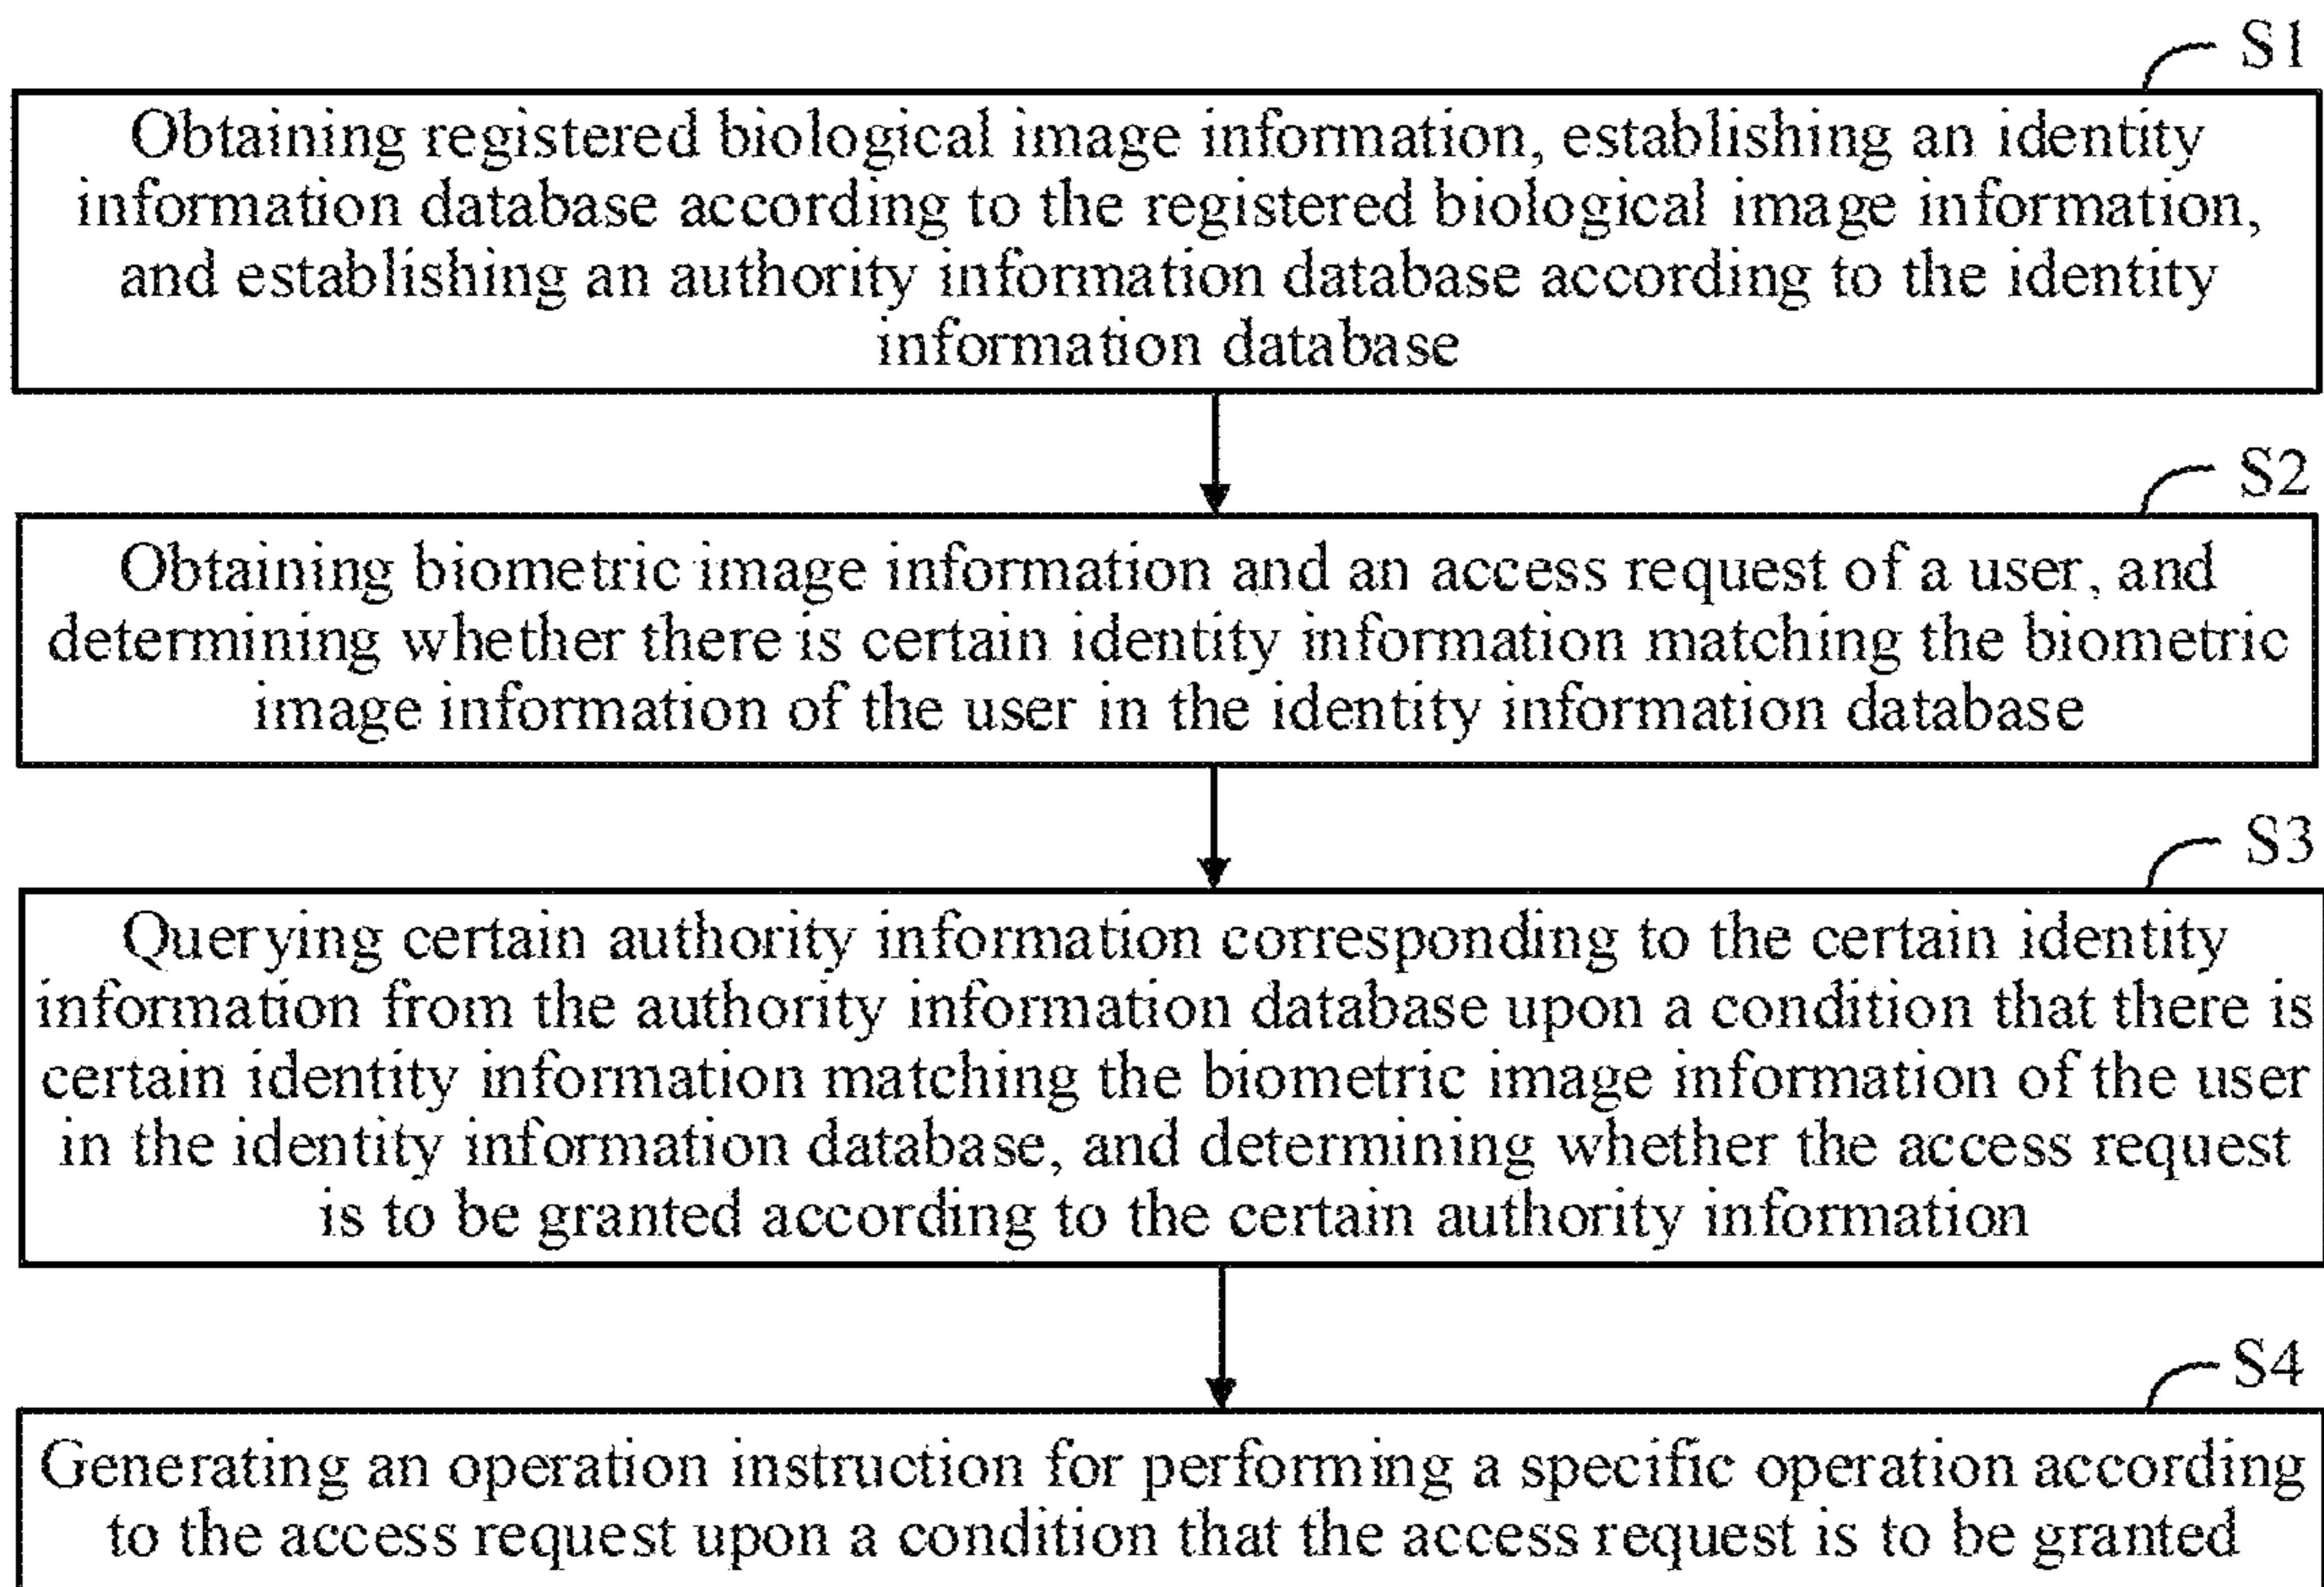 S1
Obtaining registered biological image information, establishing an identity
information database according to the registered biological image information,
and establishing an authority information database according to the identity
information database
S2
Obtaining biometric image information and an access request of a user, and
determining whether there is certain identity information matching the biometric
image information of the user in the identity information database
S3
Querying certain authority information corresponding to the certain identity
information from the authority information database upon a condition that there is
certain identity information matching the biometric image information of the user
in the identity information database, and determining whether the access request
is to be granted according to the certain authority information
S4
Generating an operation instruction for performing a specific operation according
to the access request upon a condition that the access request is to be granted